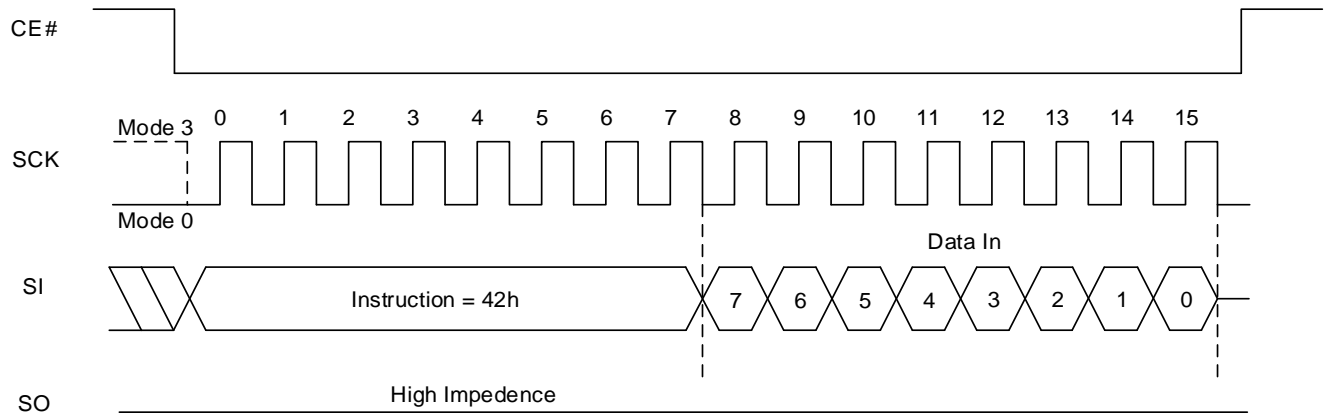 CE#
SCK
Mode 3
0 1 2 3 4 5 6 7 8 9 10 11 12 13 14 15
Mode 0
Data In
SI
Instruction = 42h
7 6 5 4 3 2 1 0
SO
High Impedence